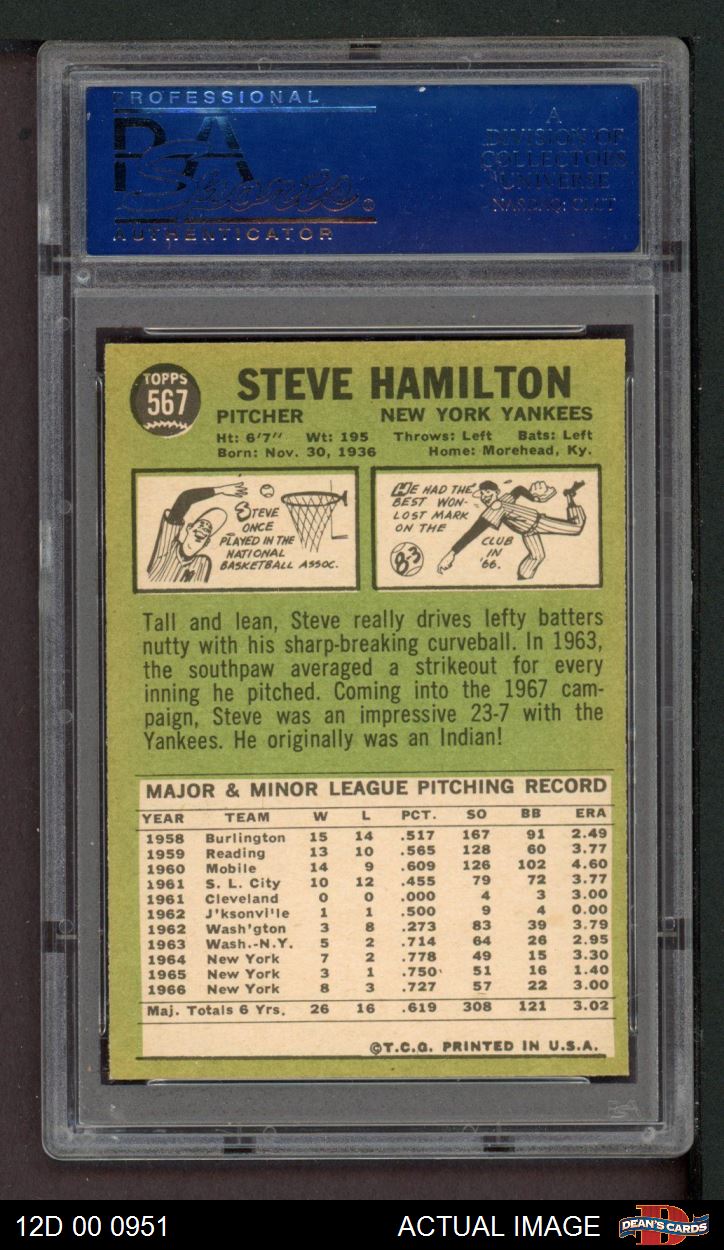 PROFESSIONAL
PSA
Sports ®
AUTHENTICATOR
A
DIVISION OF
COLLECTORS
UNIVERSE
NASDAQ: CLCT
TOPPS
567
STEVE HAMILTON
PITCHER NEW YORK YANKEES
Ht: 6'7" Wt: 195 Throws: Left Bats: Left
Born: Nov. 30, 1936 Home: Morehead, Ky.
STEVE
ONCE
PLAYED IN THE
NATIONAL
BASKETBALL ASSOC.
HE HAD THE
BEST WON-
LOST MARK
ON THE
CLUB
IN
'66.
8-3
Tall and lean, Steve really drives lefty batters
nutty with his sharp-breaking curveball. In 1963,
the southpaw averaged a strikeout for every
inning he pitched. Coming into the 1967 cam-
paign, Steve was an impressive 23-7 with the
Yankees. He originally was an Indian!
MAJOR & MINOR LEAGUE PITCHING RECORD
YEAR TEAM W L PCT. SO BB ERA
1958 Burlington 15 14 .517 167 91 2.49
1959 Reading 13 10 .565 128 60 3.77
1960 Mobile 14 9 .609 126 102 4.60
1961 S. L. City 10 12 .455 79 72 3.77
1961 Cleveland 0 0 .000 4 3 3.00
1962 J'ksonvi'le 1 1 .500 9 4 0.00
1962 Wash'gton 3 8 .273 83 39 3.79
1963 Wash.-N.Y. 5 2 .714 64 26 2.95
1964 New York 7 2 .778 49 15 3.30
1965 New York 3 1 .750 51 16 1.40
1966 New York 8 3 .727 57 22 3.00
Maj. Totals 6 Yrs. 26 16 .619 308 121 3.02
©T.C.G. PRINTED IN U.S.A.
PSA
12D 00 0951 ACTUAL IMAGE DEAN'S CARDS